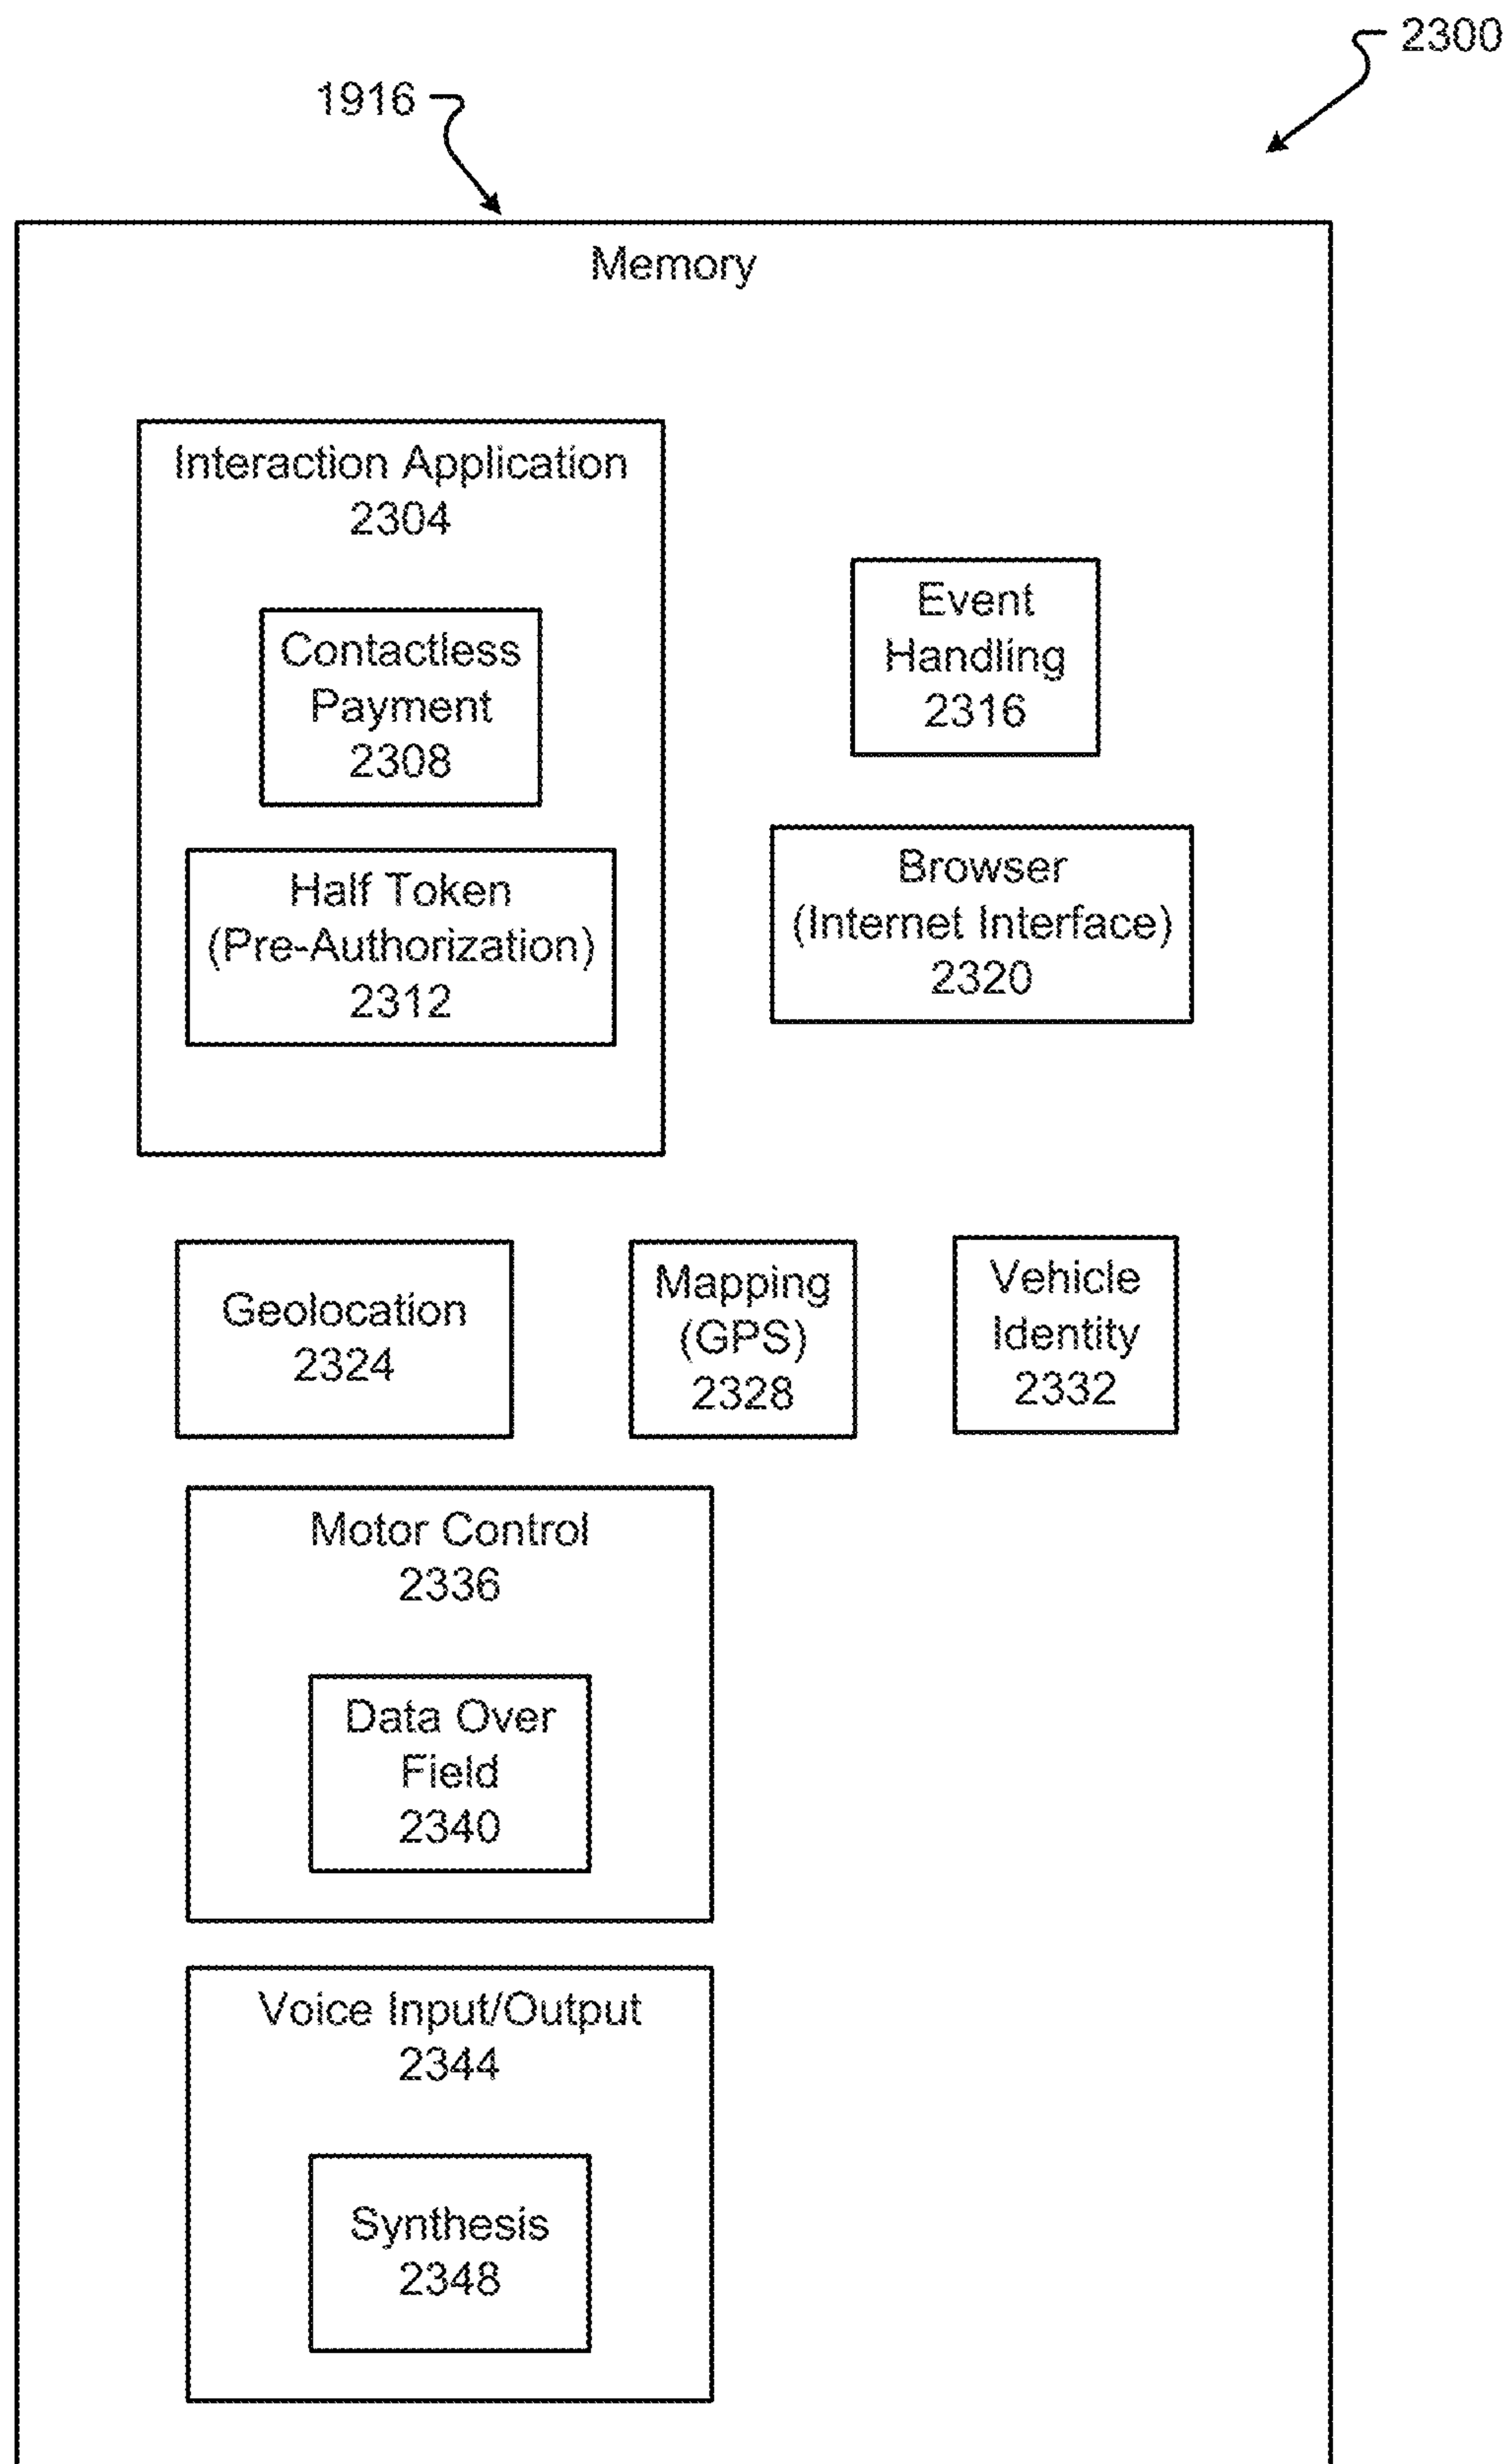 2300
1916
Memory
Interaction Application
2304
Contactless
Payment
2308
Half Token
(Pre-Authorization)
2312
Event
Handling
2316
Browser
(Internet Interface)
2320
Geolocation
2324
Mapping
(GPS)
2328
Vehicle
Identity
2332
Motor Control
2336
Data Over
Field
2340
Voice Input/Output
2344
Synthesis
2348